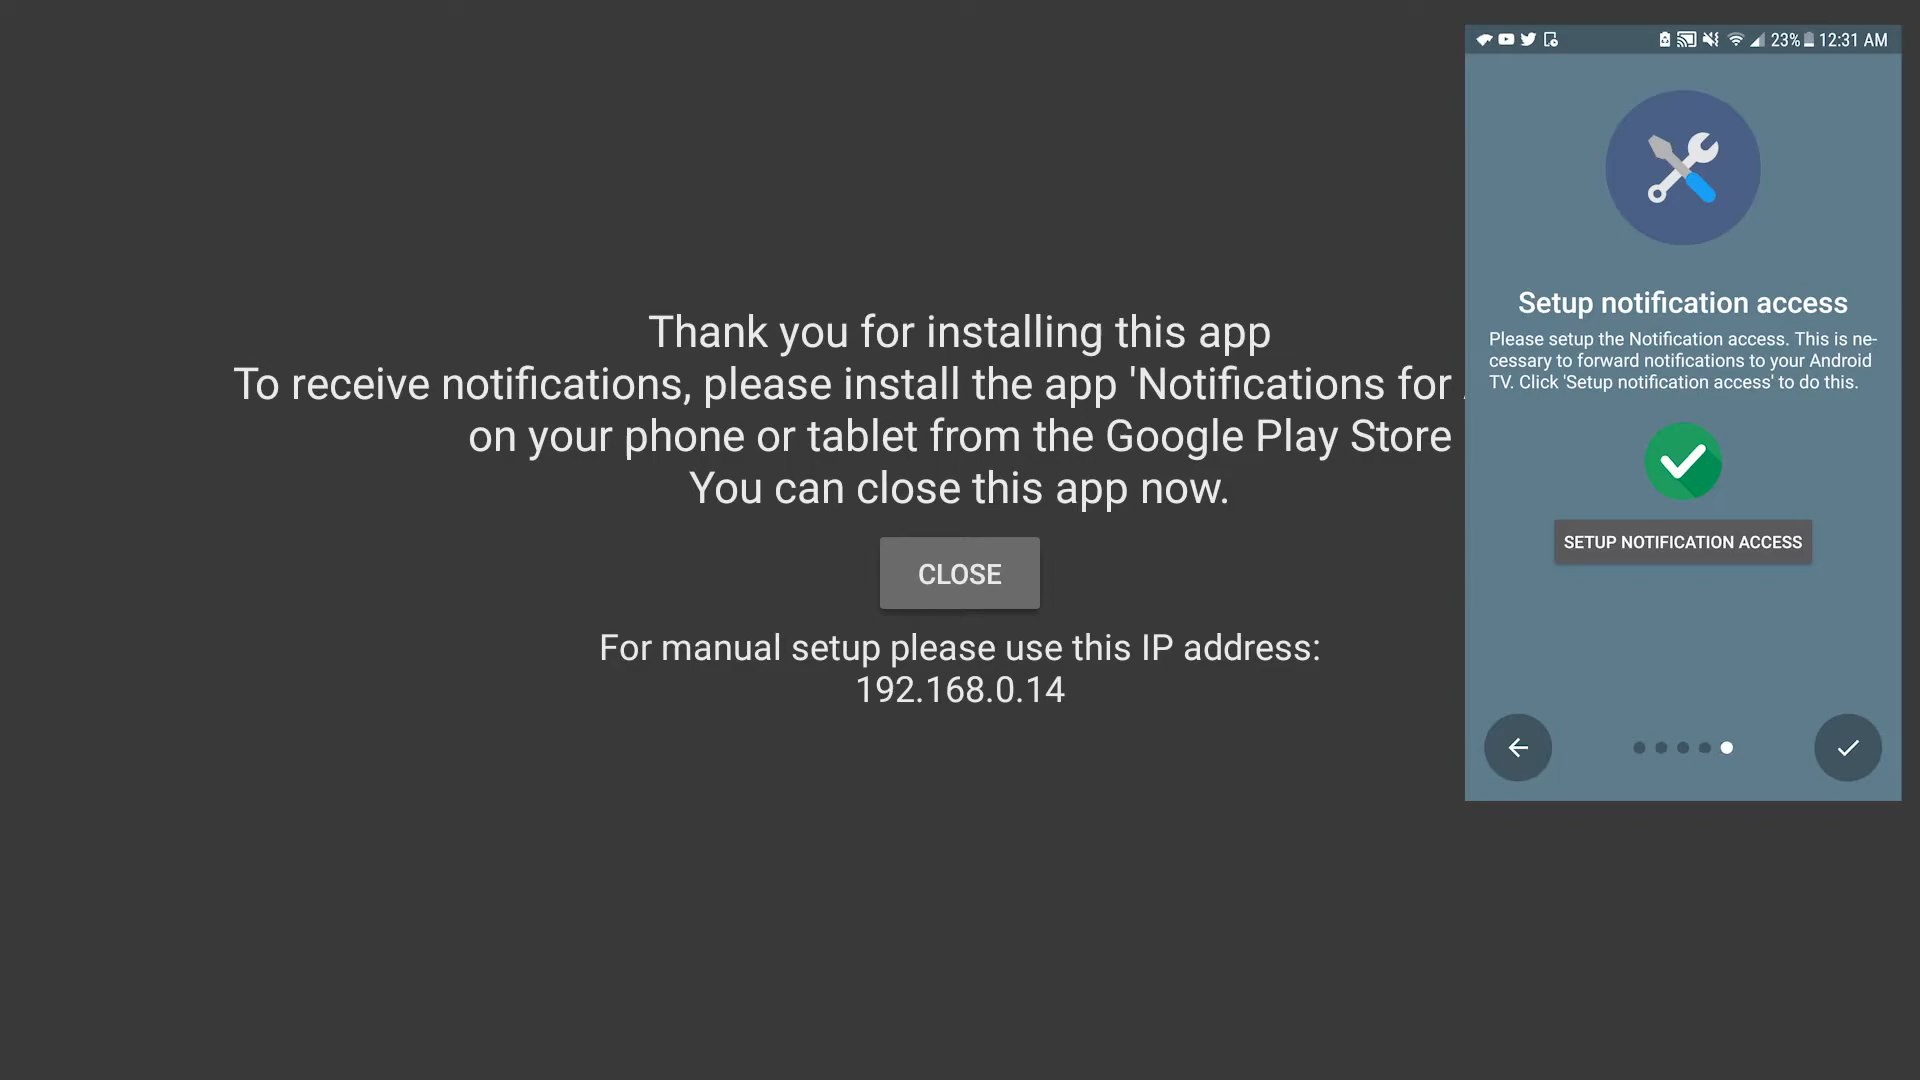 Thank you for installing this app
To receive notifications, please install the app 'Notifications for
on your phone or tablet from the Google Play Store
You can close this app now.
CLOSE
For manual setup please use this IP address:
192.168.0.14
23% 12:31 AM
Setup notification access
Please setup the Notification access. This is ne-
cessary to forward notifications to your Android
TV. Click 'Setup notification access' to do this.
SETUP NOTIFICATION ACCESS